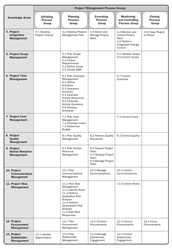 Project Management Process Groups
Knowledge Areas
Initiating
Process
Group
Planning
Process
Group
Executing
Process
Group
Monitoring
and Controlling
Process Group
Closing
Process
Group
4. Project
Integration
Management
4.1 Develop
Project Charter
4.2 Develop Project
Management Plan
4.3 Direct and
Manage Project
Work
4.4 Monitor and
Control Project
Work
4.5 Perform
Integrated Change
Control
4.6 Close Project
or Phase
5. Project Scope
Management
5.1 Plan Scope
Management
5.2 Collect
Requirements
5.3 Define Scope
5.4 Create WBS
5.5 Validate Scope
5.6 Control Scope
6. Project Time
Management
6.1 Plan Schedule
Management
6.2 Define
Activities
6.3 Sequence
Activities
6.4 Estimate
Activity Resources
6.5 Estimate
Activity Durations
6.6 Develop
Schedule
6.7 Control
Schedule
7. Project Cost
Management
7.1 Plan Cost
Management
7.2 Estimate Costs
7.3 Determine
Budget
7.4 Control Costs
8. Project
Quality
Management
8.1 Plan Quality
Management
8.2 Perform Quality
Assurance
8.3 Control Quality
9. Project
Human Resource
Management
9.1 Plan Human
Resource
Management
9.2 Acquire Project
Team
9.3 Develop Project
Team
9.4 Manage Project
Team
10. Project
Communications
Management
10.1 Plan
Communications
Management
10.2 Manage
Communications
10.3 Control
Communications
11. Project Risk
Management
11.1 Plan Risk
Management
11.2 Identify Risks
11.3 Perform
Qualitative Risk
Analysis
11.4 Perform
Quantitative Risk
Analysis
11.5 Plan Risk
Responses
11.6 Control Risks
12. Project
Procurement
Management
12.1 Plan
Procurement
Management
12.2 Conduct
Procurements
12.3 Control
Procurements
12.4 Close
Procurements
13. Project
Stakeholder
Management
13.1 Identify
Stakeholders
13.2 Plan
Stakeholder
Management
13.3 Manage
Stakeholder
Engagement
13.4 Control
Stakeholder
Engagement